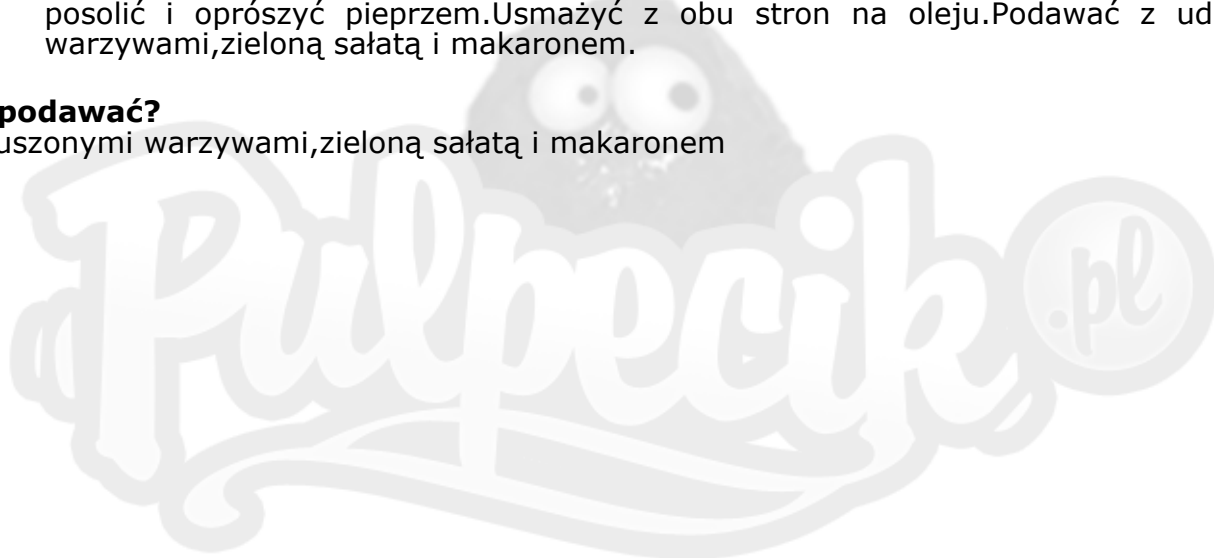 posolić i oprószyć pieprzem.Usmażyć z obu stron na oleju.Podawać z ud
warzywami,zieloną sałatą i makaronem.
podawać?
uszonymi warzywami,zieloną sałatą i makaronem
Pulpecik .pl